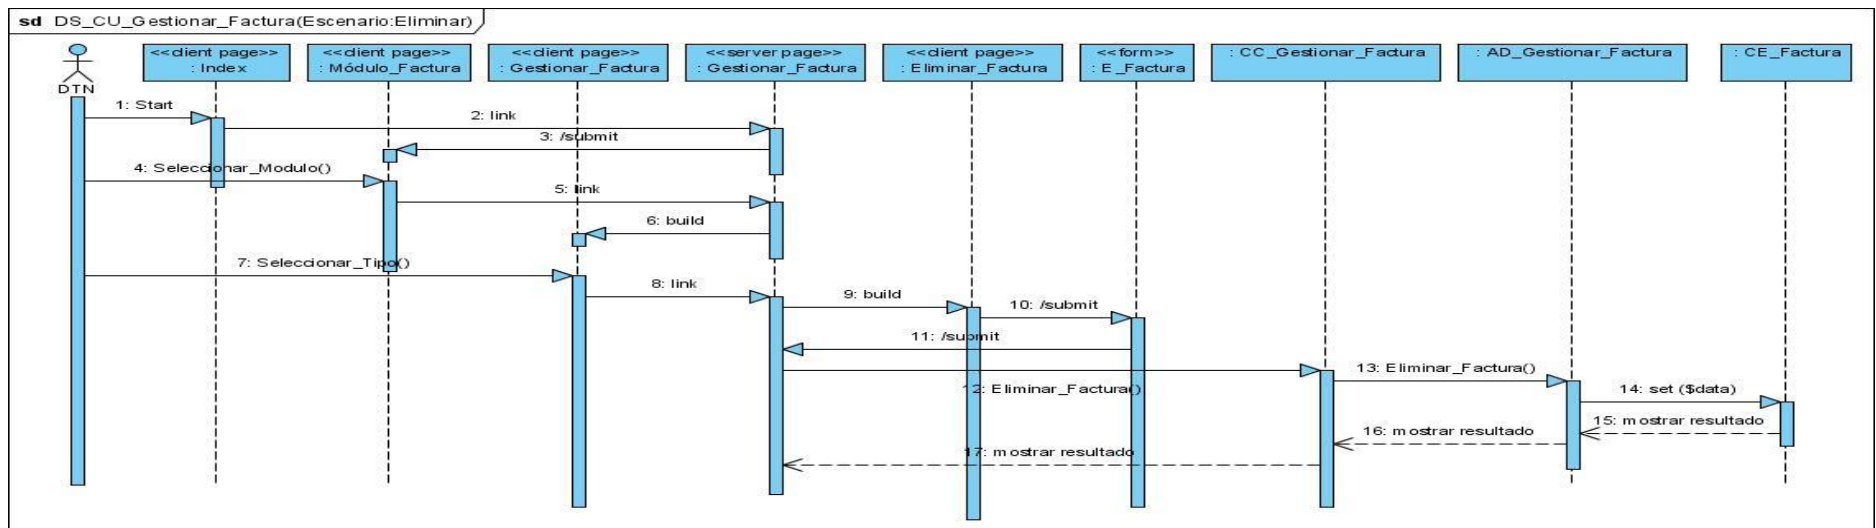 sd DS_CU_Gestionar_Factura(Escenario:Eliminar)
DTN
<<client page>>
: Index
<<client page>>
: Módulo_Factura
<<client page>>
: Gestionar_Factura
<<server page>>
: Gestionar_Factura
<<client page>>
: Eliminar_Factura
<<form>>
: E_Factura
: CC_Gestionar_Factura
: AD_Gestionar_Factura
: CE_Factura
1: Start
2: link
3: /submit
4: Seleccionar_Modulo()
5: link
6: build
7: Seleccionar_Tipo()
8: link
9: build
10: /submit
11: /submit
12: Eliminar_Factura()
13: Eliminar_Factura()
14: set ($data)
15: mostrar resultado
16: mostrar resultado
17: mostrar resultado